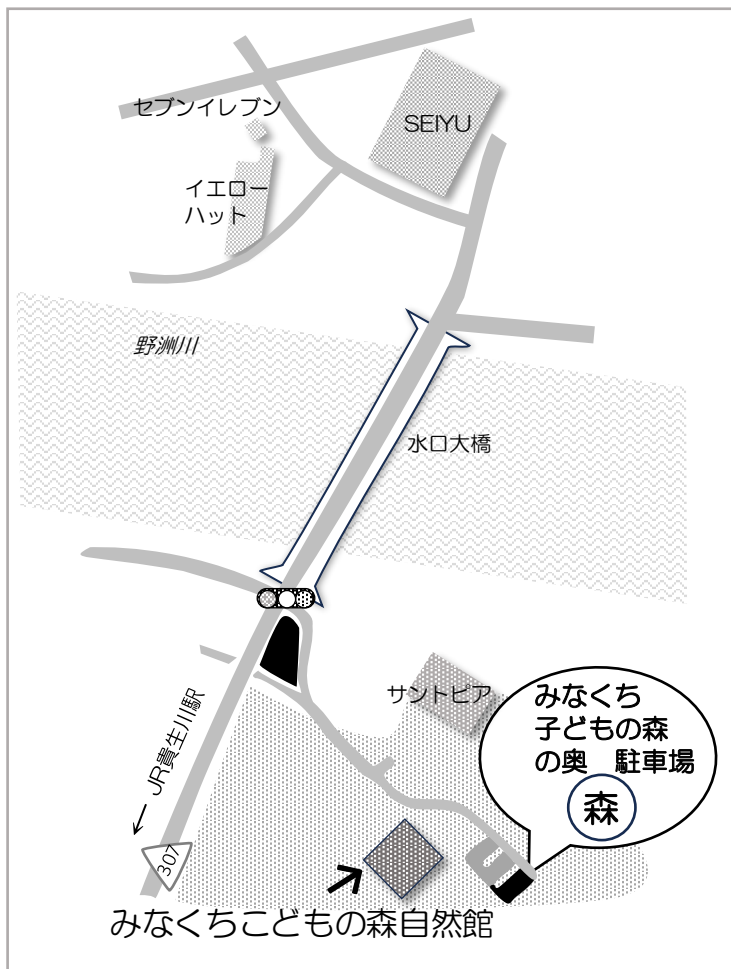 セブンイレブン
SEIYU
イエロー
ハット
野洲川
水口大橋
サントピア
みなくち
子どもの森
の奥　駐車場
森
← JR貴生川駅
307
みなくちこどもの森自然館